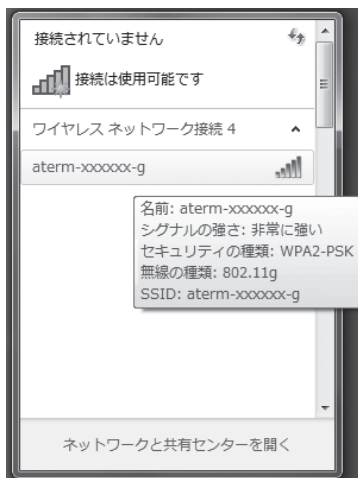 接続されていません
接続は使用可能です
ワイヤレス ネットワーク接続 4
aterm-xxxxxx-g
名前: aterm-xxxxxx-g
シグナルの強さ: 非常に強い
セキュリティの種類: WPA2-PSK
無線の種類: 802.11g
SSID: aterm-xxxxxx-g
ネットワークと共有センターを開く